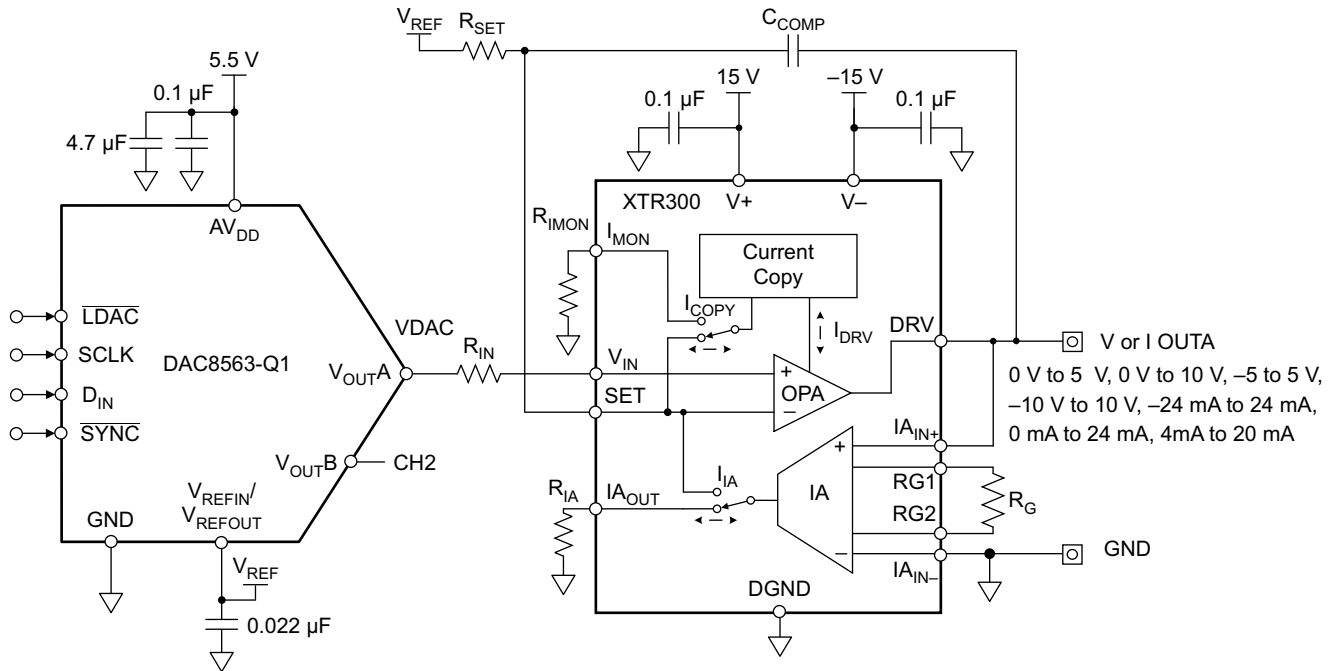 V_REF
R_SET
C_COMP
5.5 V
0.1 µF
4.7 µF
15 V
–15 V
0.1 µF
0.1 µF
XTR300
V+
V–
AV_DD
R_IMON
I_MON
Current
Copy
I_COPY
I_DRV
DRV
LDAC
SCLK
D_IN
SYNC
DAC8563-Q1
VDAC
V_OUTA
R_IN
V_IN
SET
+
–
OPA
V or I OUTA
0 V to 5 V, 0 V to 10 V, –5 to 5 V,
–10 V to 10 V, –24 mA to 24 mA,
0 mA to 24 mA, 4mA to 20 mA
V_OUTB
CH2
I_IA
R_IA
IA_OUT
+
IA
–
IA_IN+
RG1
RG2
R_G
IA_IN–
GND
GND
V_REFIN/
V_REFOUT
V_REF
0.022 µF
DGND